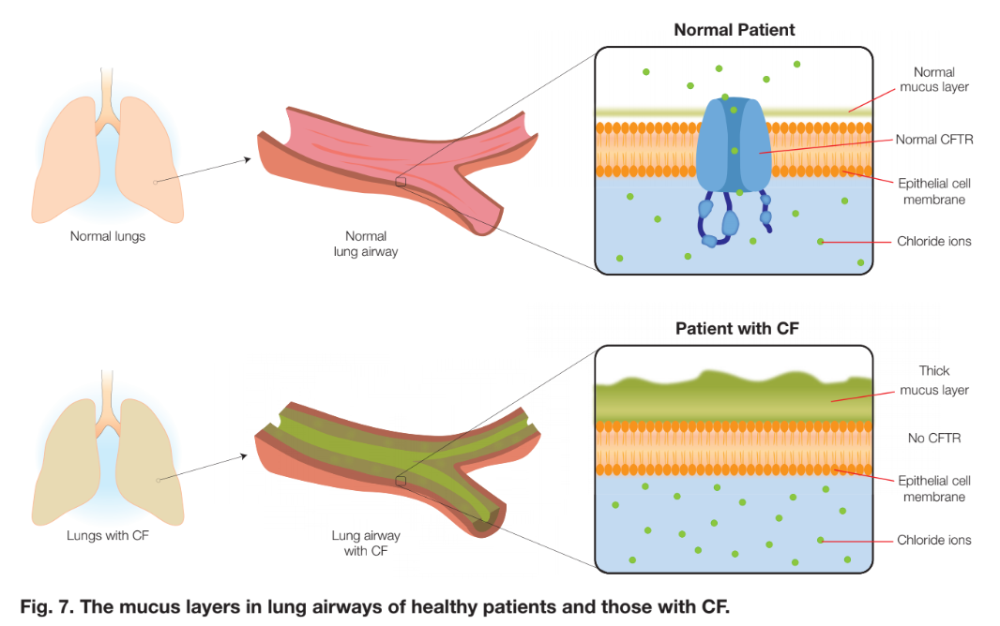 Normal Patient
Normal
mucus layer
Normal CFTR
Epithelial cell
membrane
Chloride ions
Normal lungs
Normal
lung airway
Patient with CF
Thick
mucus layer
No CFTR
Epithelial cell
membrane
Chloride ions
Lungs with CF
Lung airway
with CF
Fig. 7. The mucus layers in lung airways of healthy patients and those with CF.